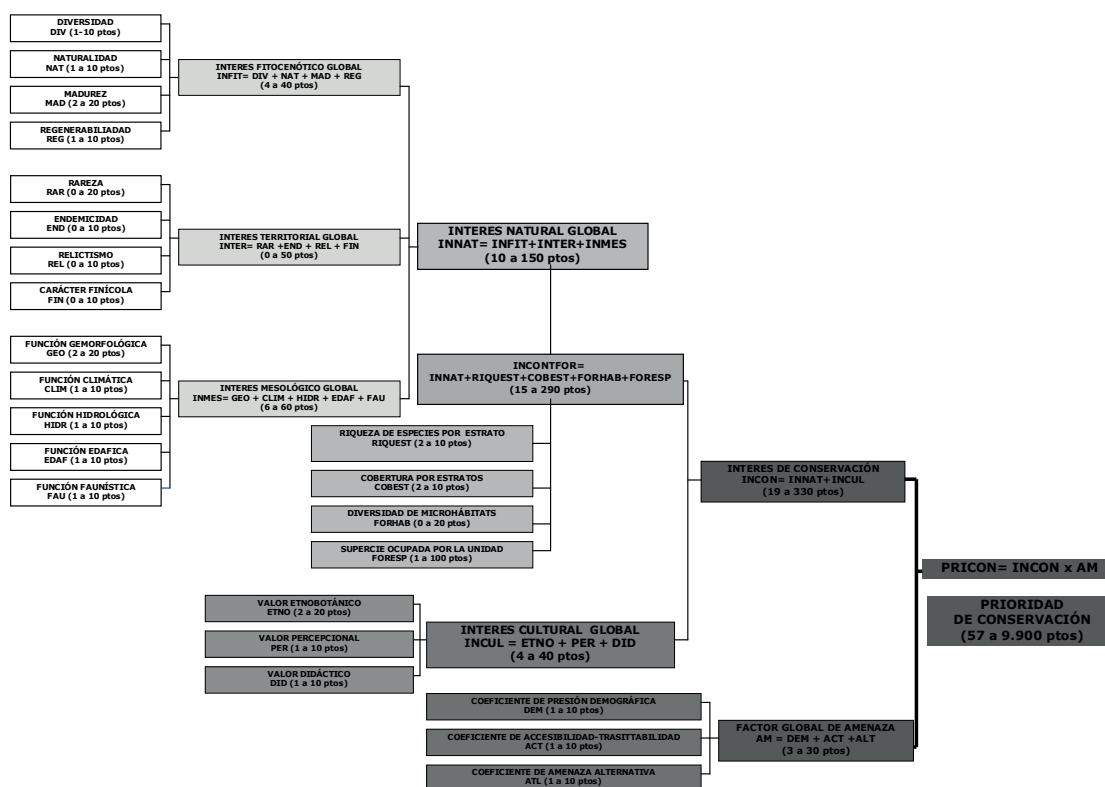 DIVERSIDAD
DIV (1-10 ptos)
NATURALIDAD
NAT (1 a 10 ptos)
MADUREZ
MAD (2 a 20 ptos)
REGENERABILIADAD
REG (1 a 10 ptos)
INTERES FITOCENÓTICO GLOBAL
INFIT= DIV + NAT + MAD + REG
(4 a 40 ptos)
RAREZA
RAR (0 a 20 ptos)
ENDEMICIDAD
END (0 a 10 ptos)
RELICTISMO
REL (0 a 10 ptos)
CARÁCTER FINÍCOLA
FIN (0 a 10 ptos)
INTERES TERRITORIAL GLOBAL
INTER= RAR +END + REL + FIN
(0 a 50 ptos)
INTERES NATURAL GLOBAL
INNAT= INFIT+INTER+INMES
(10 a 150 ptos)
FUNCIÓN GEMORFOLÓGICA
GEO (2 a 20 ptos)
FUNCIÓN CLIMÁTICA
CLIM (1 a 10 ptos)
FUNCIÓN HIDROLÓGICA
HIDR (1 a 10 ptos)
FUNCIÓN EDAFICA
EDAF (1 a 10 ptos)
FUNCIÓN FAUNÍSTICA
FAU (1 a 10 ptos)
INTERES MESOLÓGICO GLOBAL
INMES= GEO + CLIM + HIDR + EDAF + FAU
(6 a 60 ptos)
INCONTFOR=
INNAT+RIQUEST+COBEST+FORHAB+FORESP
(15 a 290 ptos)
RIQUEZA DE ESPECIES POR ESTRATO
RIQUEST (2 a 10 ptos)
COBERTURA POR ESTRATOS
COBEST (2 a 10 ptos)
DIVERSIDAD DE MICROHÁBITATS
FORHAB (0 a 20 ptos)
SUPERCIE OCUPADA POR LA UNIDAD
FORESP (1 a 100 ptos)
INTERES DE CONSERVACIÓN
INCON= INNAT+INCUL
(19 a 330 ptos)
VALOR ETNOBOTÁNICO
ETNO (2 a 20 ptos)
VALOR PERCEPCIONAL
PER (1 a 10 ptos)
VALOR DIDÁCTICO
DID (1 a 10 ptos)
INTERES CULTURAL GLOBAL
INCUL = ETNO + PER + DID
(4 a 40 ptos)
PRICON= INCON x AM
PRIORIDAD
DE CONSERVACIÓN
(57 a 9.900 ptos)
COEFICIENTE DE PRESIÓN DEMOGRÁFICA
DEM (1 a 10 ptos)
COEFICIENTE DE ACCESIBILIDAD-TRASITTABILIDAD
ACT (1 a 10 ptos)
COEFICIENTE DE AMENAZA ALTERNATIVA
ATL (1 a 10 ptos)
FACTOR GLOBAL DE AMENAZA
AM = DEM + ACT +ALT
(3 a 30 ptos)